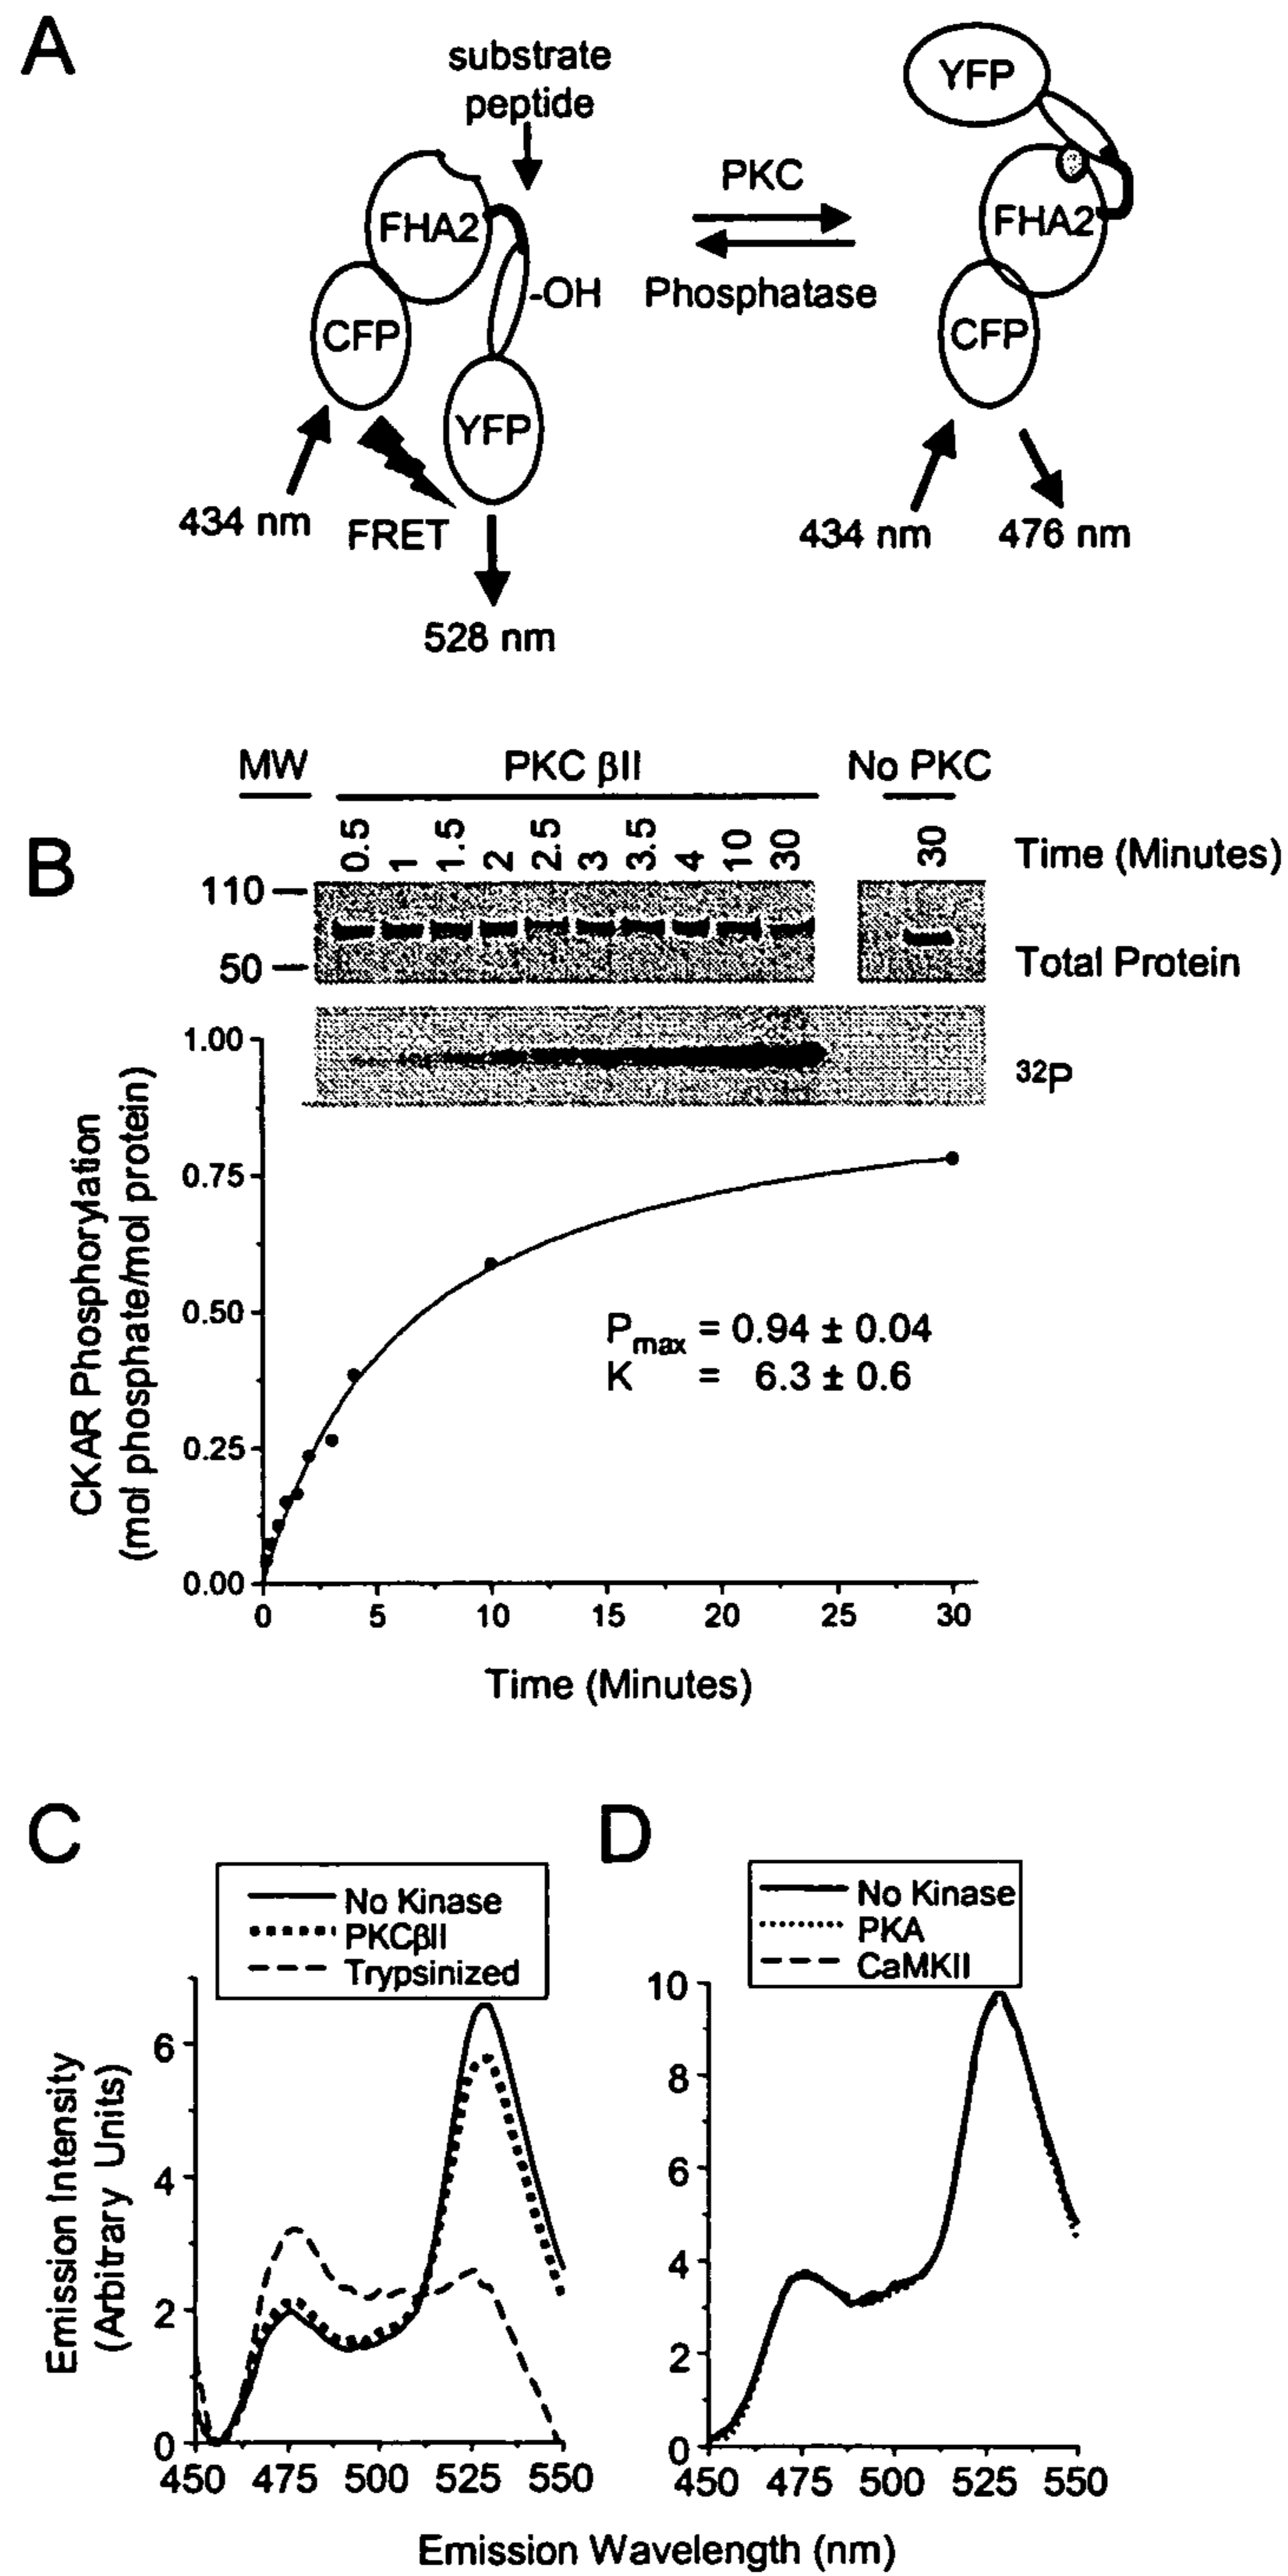 A
substrate
peptide
FHA2
-OH
CFP
YFP
434 nm
FRET
528 nm
PKC
Phosphatase
YFP
FHA2
CFP
434 nm
476 nm
B
MW
PKC βII
No PKC
0.5
1
1.5
2
2.5
3
3.5
4
10
30
30
Time (Minutes)
110
50
Total Protein
32P
CKAR Phosphorylation
(mol phosphate/mol protein)
1.00
0.75
0.50
0.25
0.00
Pmax = 0.94 ± 0.04
K = 6.3 ± 0.6
0 5 10 15 20 25 30
Time (Minutes)
C
No Kinase
PKCβII
Trypsinized
Emission Intensity
(Arbitrary Units)
6
4
2
0
450 475 500 525 550
D
No Kinase
PKA
CaMKII
10
8
6
4
2
0
450 475 500 525 550
Emission Wavelength (nm)